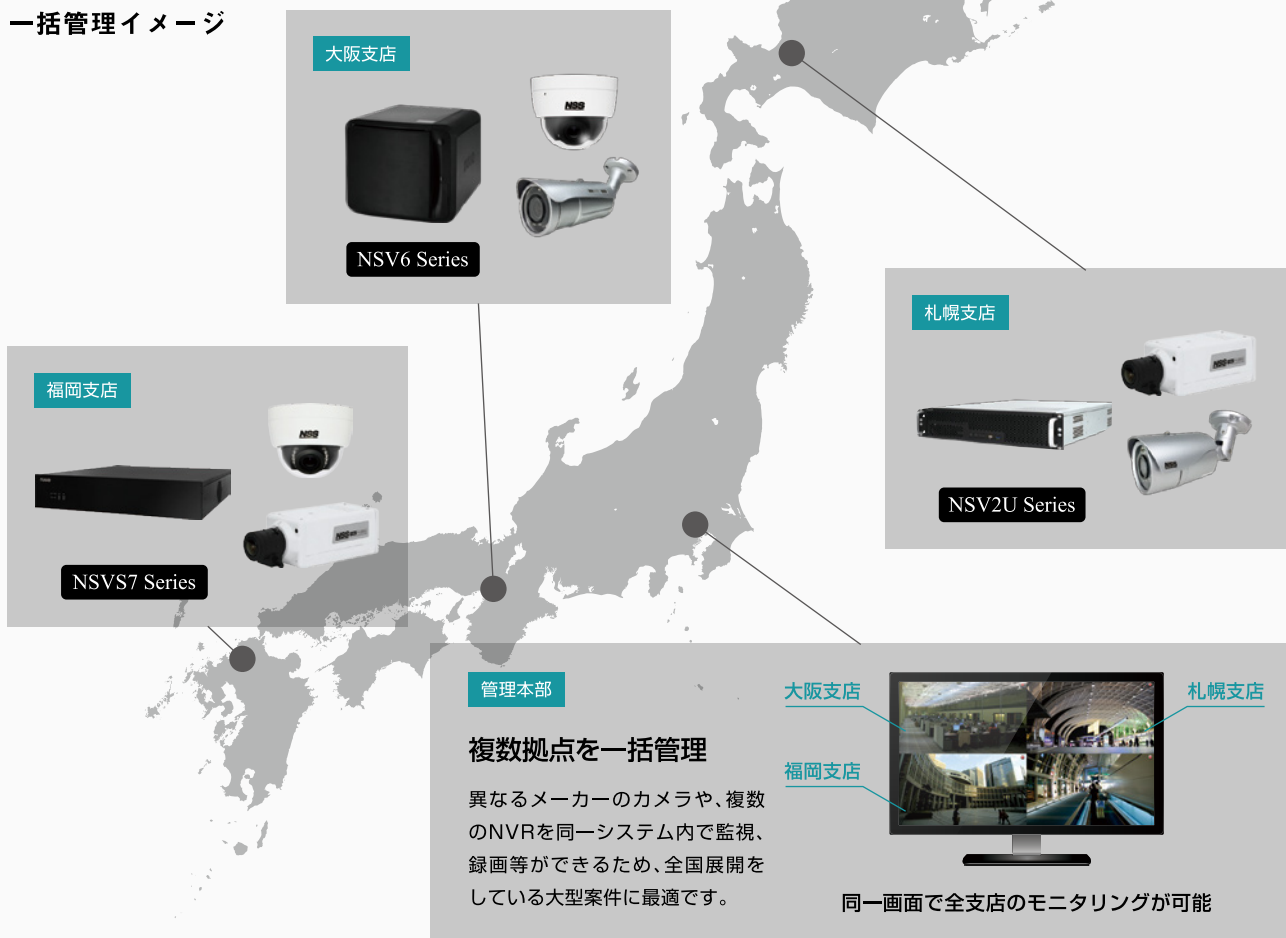 一括管理イメージ
大阪支店
NSS
NSV6 Series
札幌支店
NSS
NSS
NSV2U Series
福岡支店
NSS
NSS
NSVS7 Series
管理本部
複数拠点を一括管理
異なるメーカーのカメラや、複数
のNVRを同一システム内で監視、
録画等ができるため、全国展開を
している大型案件に最適です。
大阪支店
札幌支店
福岡支店
同一画面で全支店のモニタリングが可能